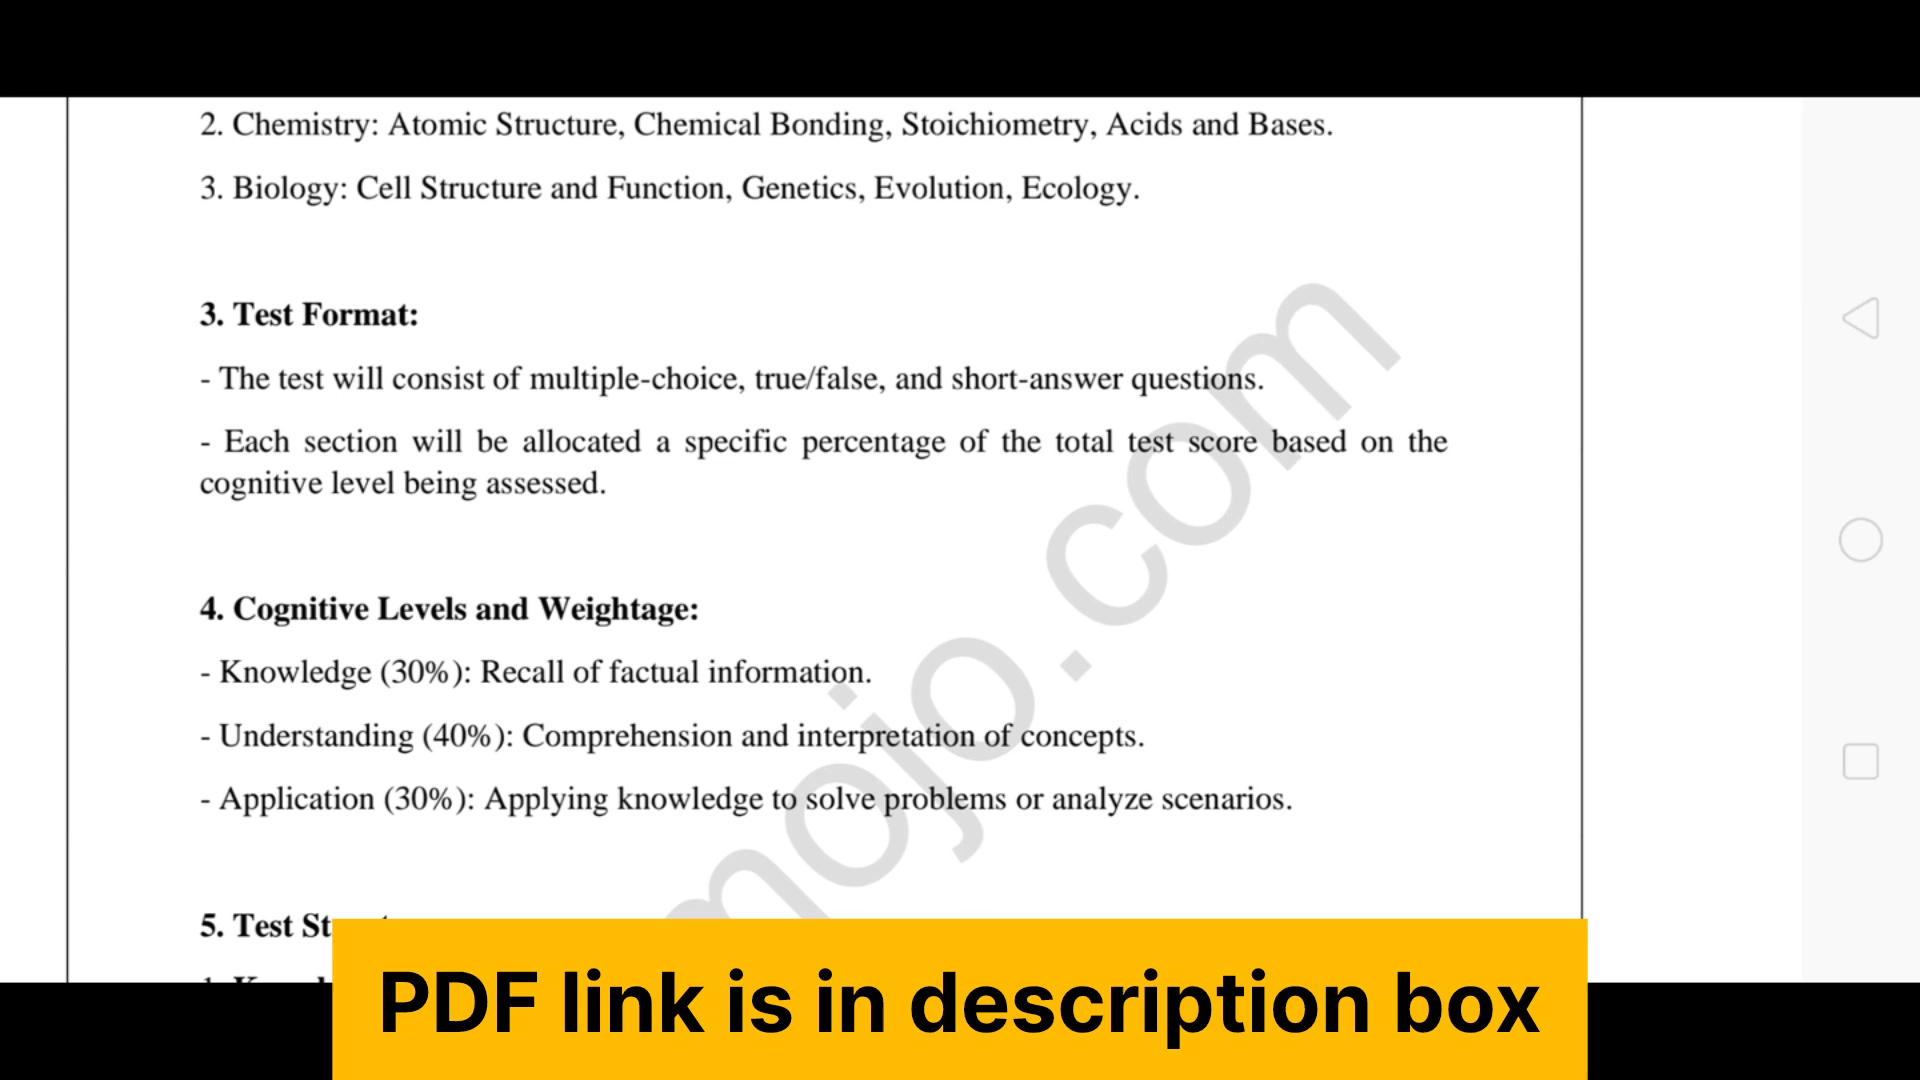 2. Chemistry: Atomic Structure, Chemical Bonding, Stoichiometry, Acids and Bases.
3. Biology: Cell Structure and Function, Genetics, Evolution, Ecology.
3. Test Format:
- The test will consist of multiple-choice, true/false, and short-answer questions.
- Each section will be allocated a specific percentage of the total test score based on the
cognitive level being assessed.
4. Cognitive Levels and Weightage:
- Knowledge (30%): Recall of factual information.
- Understanding (40%): Comprehension and interpretation of concepts.
- Application (30%): Applying knowledge to solve problems or analyze scenarios.
5. Test St
mojo.com
PDF link is in description box